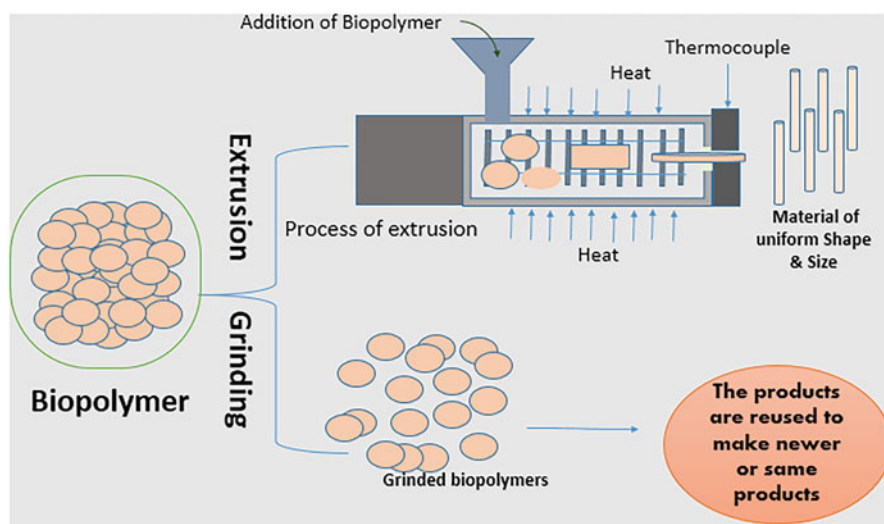 Addition of Biopolymer
Thermocouple
Heat
Extrusion
Process of extrusion
Heat
Material of
uniform Shape
& Size
Biopolymer
Grinding
Grinded biopolymers
The products
are reused to
make newer
or same
products